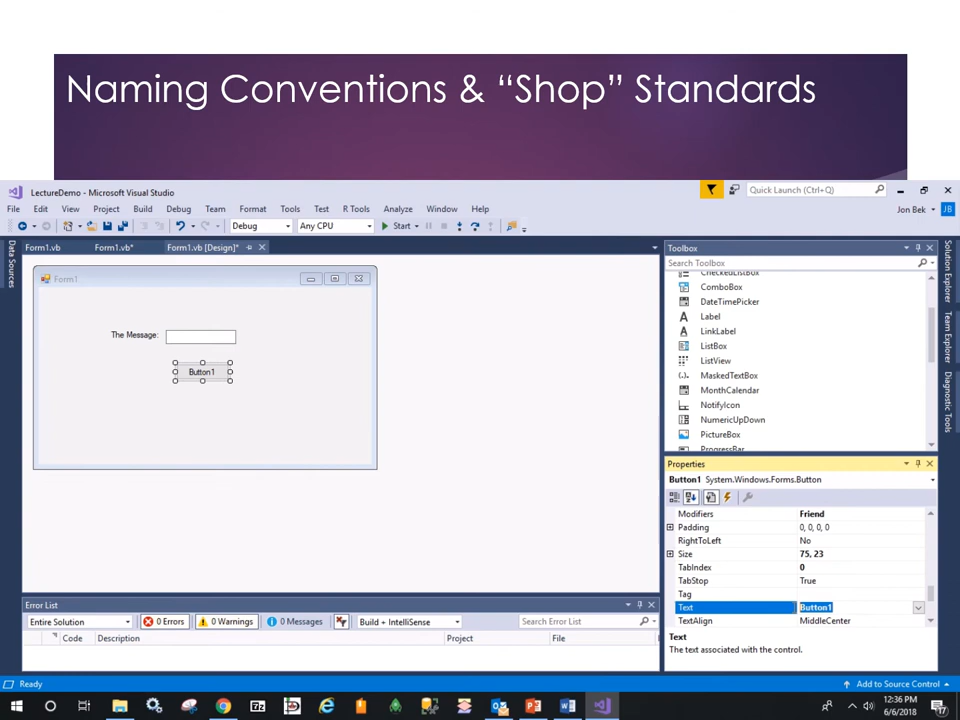 Naming Conventions & “Shop” Standards
LectureDemo - Microsoft Visual Studio
Quick Launch (Ctrl+Q)
File Edit View Project Build Debug Team Format Tools Test R Tools Analyze Window Help
Jon Bek JB
Debug Any CPU Start
Data Sources
Form1.vb Form1.vb* Form1.vb [Design]*
Form1
The Message:
Button1
Toolbox
Search Toolbox
CheckedListBox
ComboBox
DateTimePicker
Label
LinkLabel
ListBox
ListView
MaskedTextBox
MonthCalendar
NotifyIcon
NumericUpDown
PictureBox
ProgressBar
Solution Explorer
Team Explorer
Diagnostic Tools
Properties
Button1 System.Windows.Forms.Button
Modifiers Friend
Padding 0, 0, 0, 0
RightToLeft No
Size 75, 23
TabIndex 0
TabStop True
Tag
Text Button1
TextAlign MiddleCenter
Text
The text associated with the control.
Error List
Entire Solution 0 Errors 0 Warnings 0 Messages Build + IntelliSense Search Error List
Code Description Project File
Ready
Add to Source Control
12:36 PM
6/6/2018
17